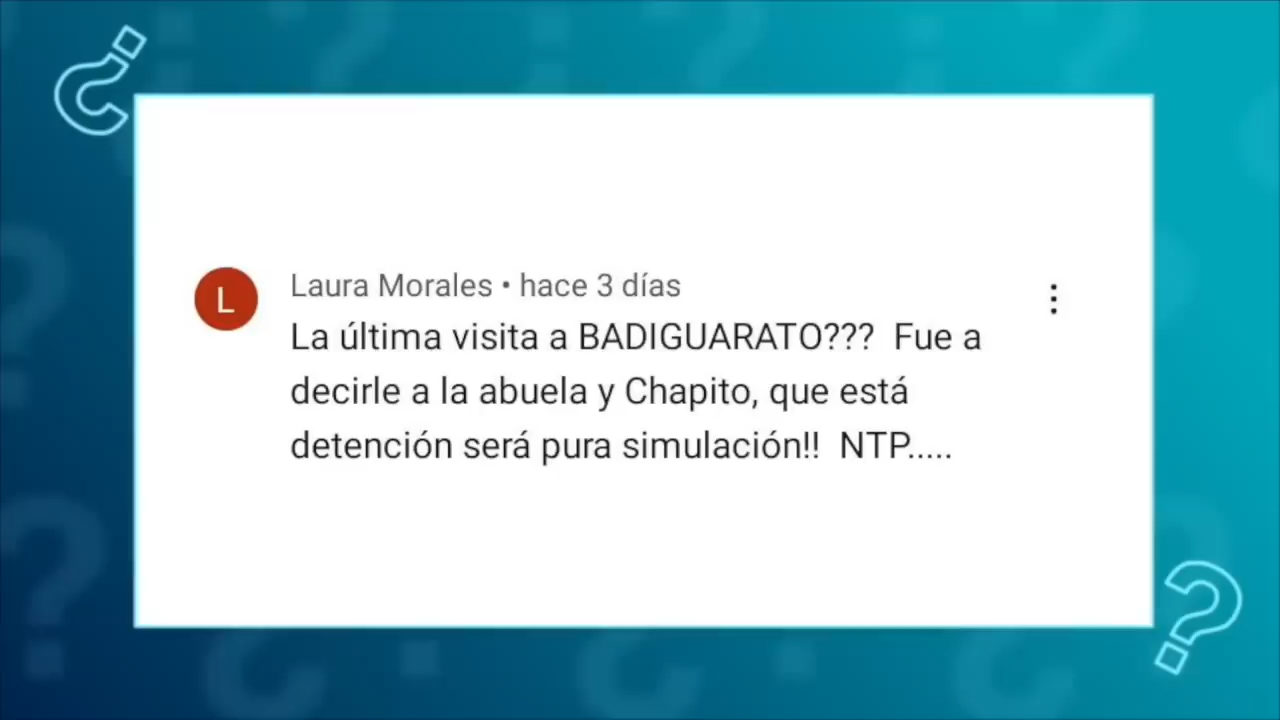 L
Laura Morales • hace 3 días
La última visita a BADIGUARATO??? Fue a
decirle a la abuela y Chapito, que está
detención será pura simulación!! NTP.....